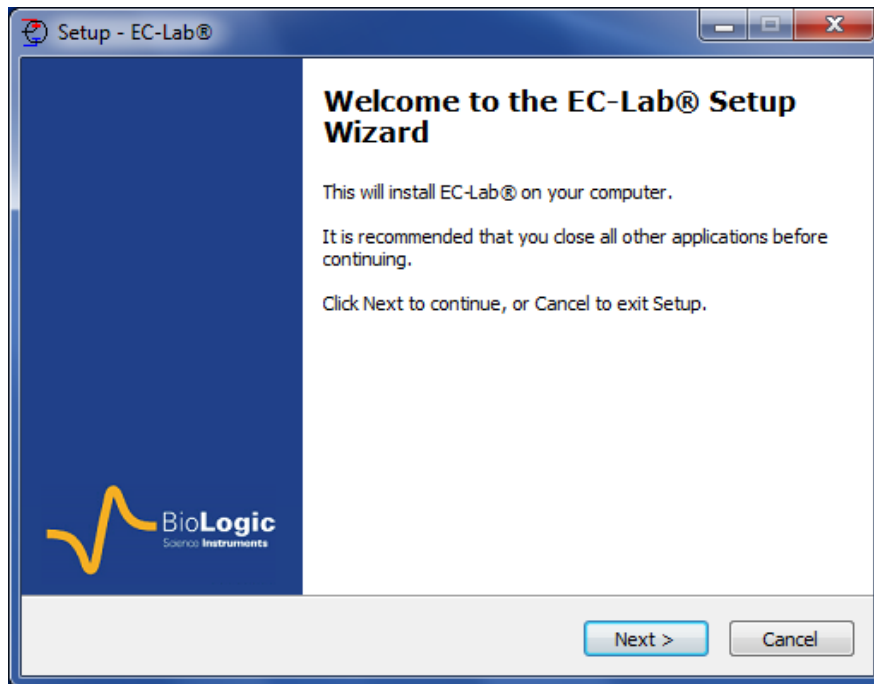 Setup - EC-Lab®
Welcome to the EC-Lab® Setup
Wizard
This will install EC-Lab® on your computer.
It is recommended that you close all other applications before
continuing.
Click Next to continue, or Cancel to exit Setup.
BioLogic
Science Instruments
Next >
Cancel